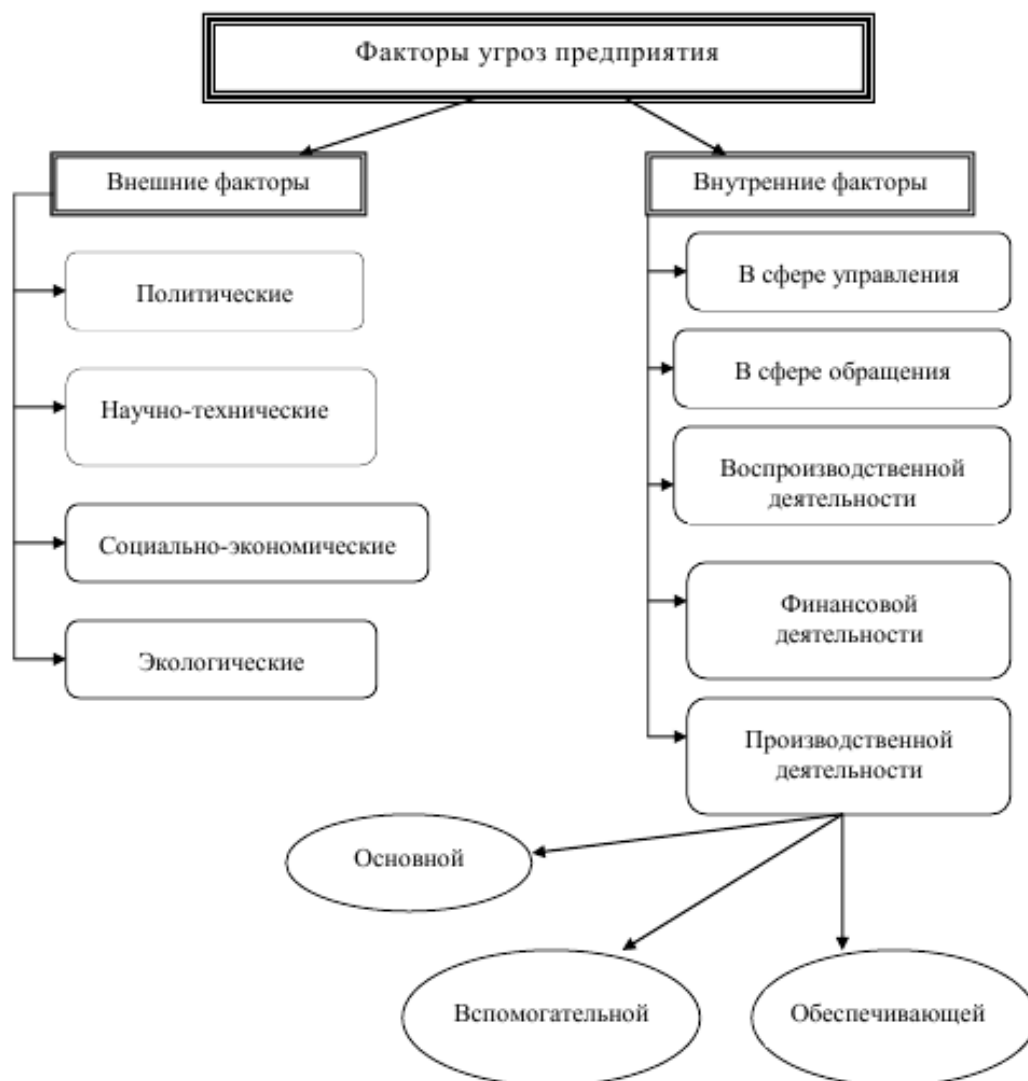 Факторы угроз предприятия
Внешние факторы
Политические
Научно-технические
Социально-экономические
Экологические
Внутренние факторы
В сфере управления
В сфере обращения
Воспроизводственной
деятельности
Финансовой
деятельности
Производственной
деятельности
Основной
Вспомогательной
Обеспечивающей